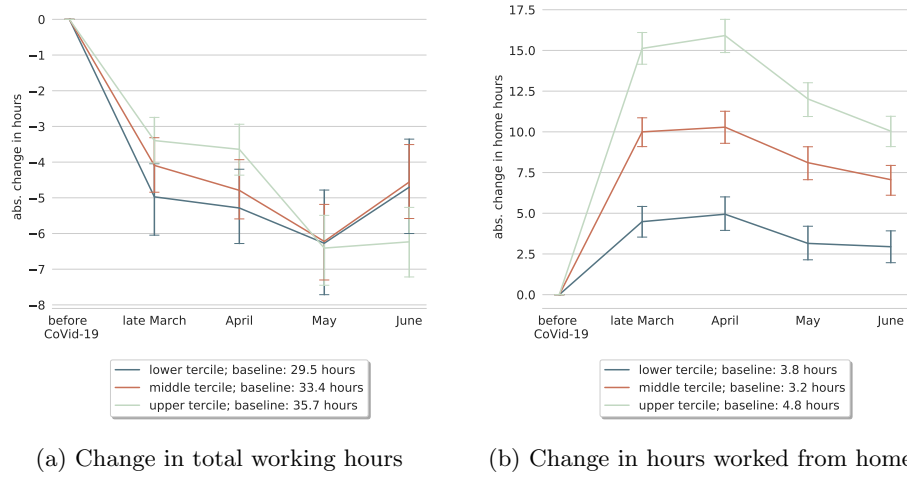 0
−1
−2
−3
−4
−5
−6
−7
−8
abs. change in hours
before
CoVid-19
late March
April
May
June
lower tercile; baseline: 29.5 hours
middle tercile; baseline: 33.4 hours
upper tercile; baseline: 35.7 hours
(a) Change in total working hours
17.5
15.0
12.5
10.0
7.5
5.0
2.5
0.0
abs. change in home hours
before
CoVid-19
late March
April
May
June
lower tercile; baseline: 3.8 hours
middle tercile; baseline: 3.2 hours
upper tercile; baseline: 4.8 hours
(b) Change in hours worked from home